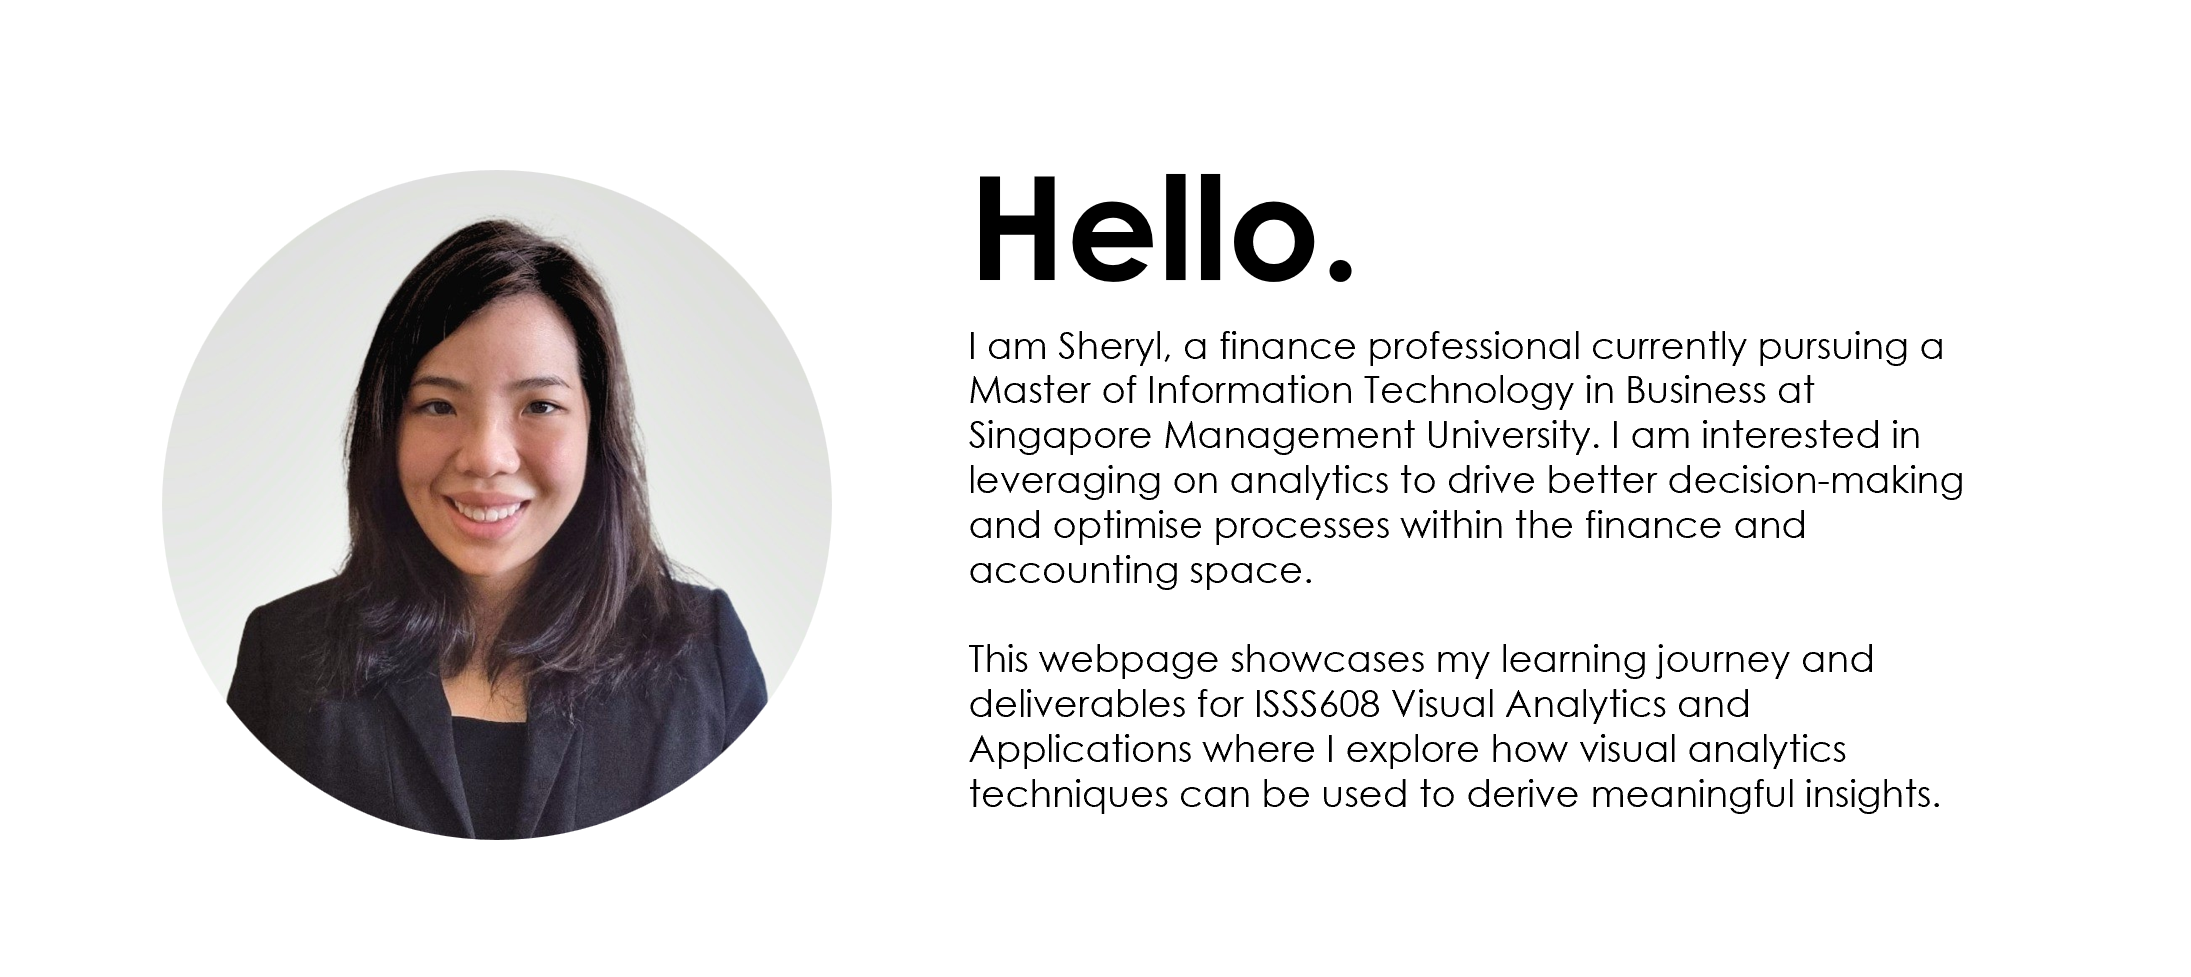 Hello.
I am Sheryl, a finance professional currently pursuing a
Master of Information Technology in Business at
Singapore Management University. I am interested in
leveraging on analytics to drive better decision-making
and optimise processes within the finance and
accounting space.
This webpage showcases my learning journey and
deliverables for ISSS608 Visual Analytics and
Applications where I explore how visual analytics
techniques can be used to derive meaningful insights.